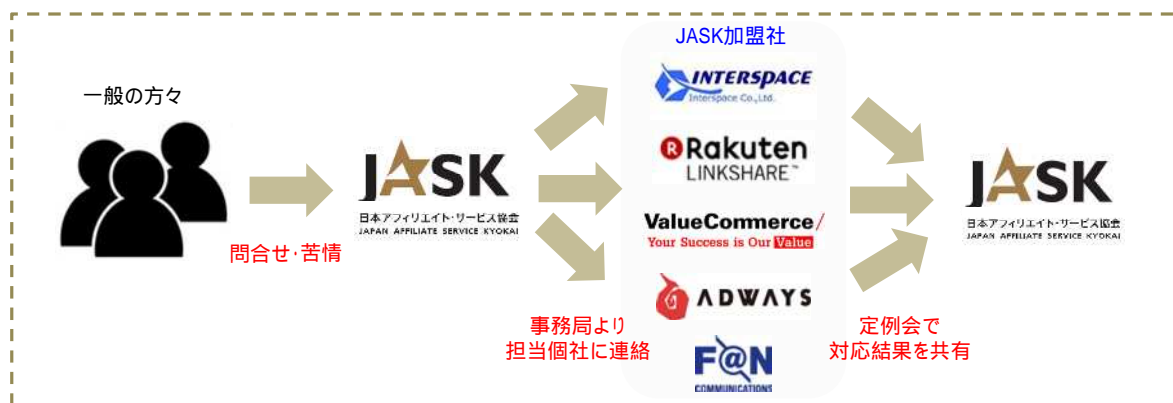 一般の方々
問合せ・苦情
JASK
日本アフィリエイト・サービス協会
JAPAN AFFILIATE SERVICE KYOKAI
事務局より
担当個社に連絡
JASK加盟社
INTERSPACE
Interspace Co.,Ltd.
R Rakuten
LINKSHARE™
ValueCommerce/
Your Success is Our Value
ADWAYS
F@N
COMMUNICATIONS
定例会で
対応結果を共有
JASK
日本アフィリエイト・サービス協会
JAPAN AFFILIATE SERVICE KYOKAI